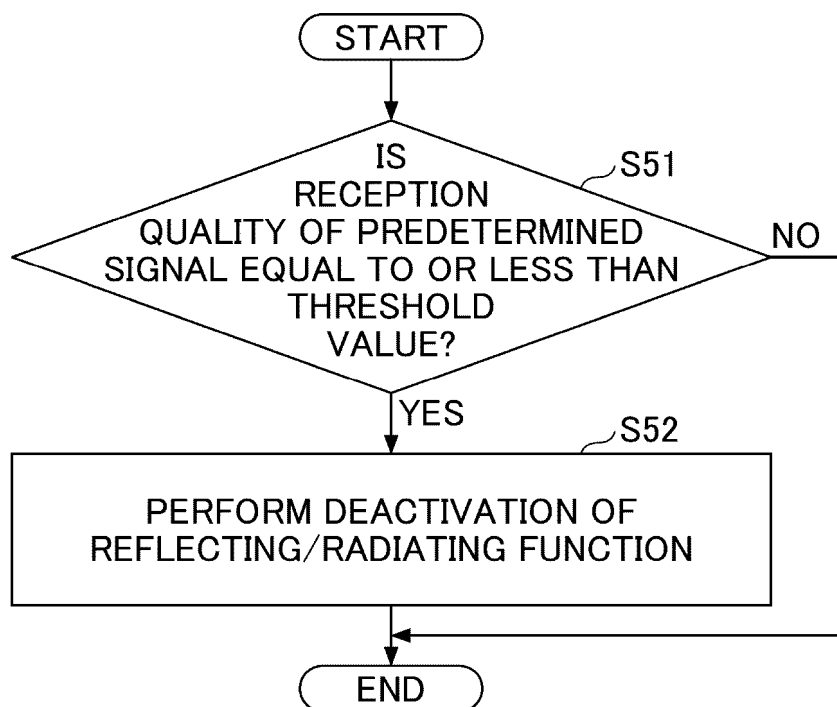 START
IS
RECEPTION
QUALITY OF PREDETERMINED
SIGNAL EQUAL TO OR LESS THAN
THRESHOLD
VALUE?
S51
NO
YES
S52
PERFORM DEACTIVATION OF
REFLECTING/RADIATING FUNCTION
END